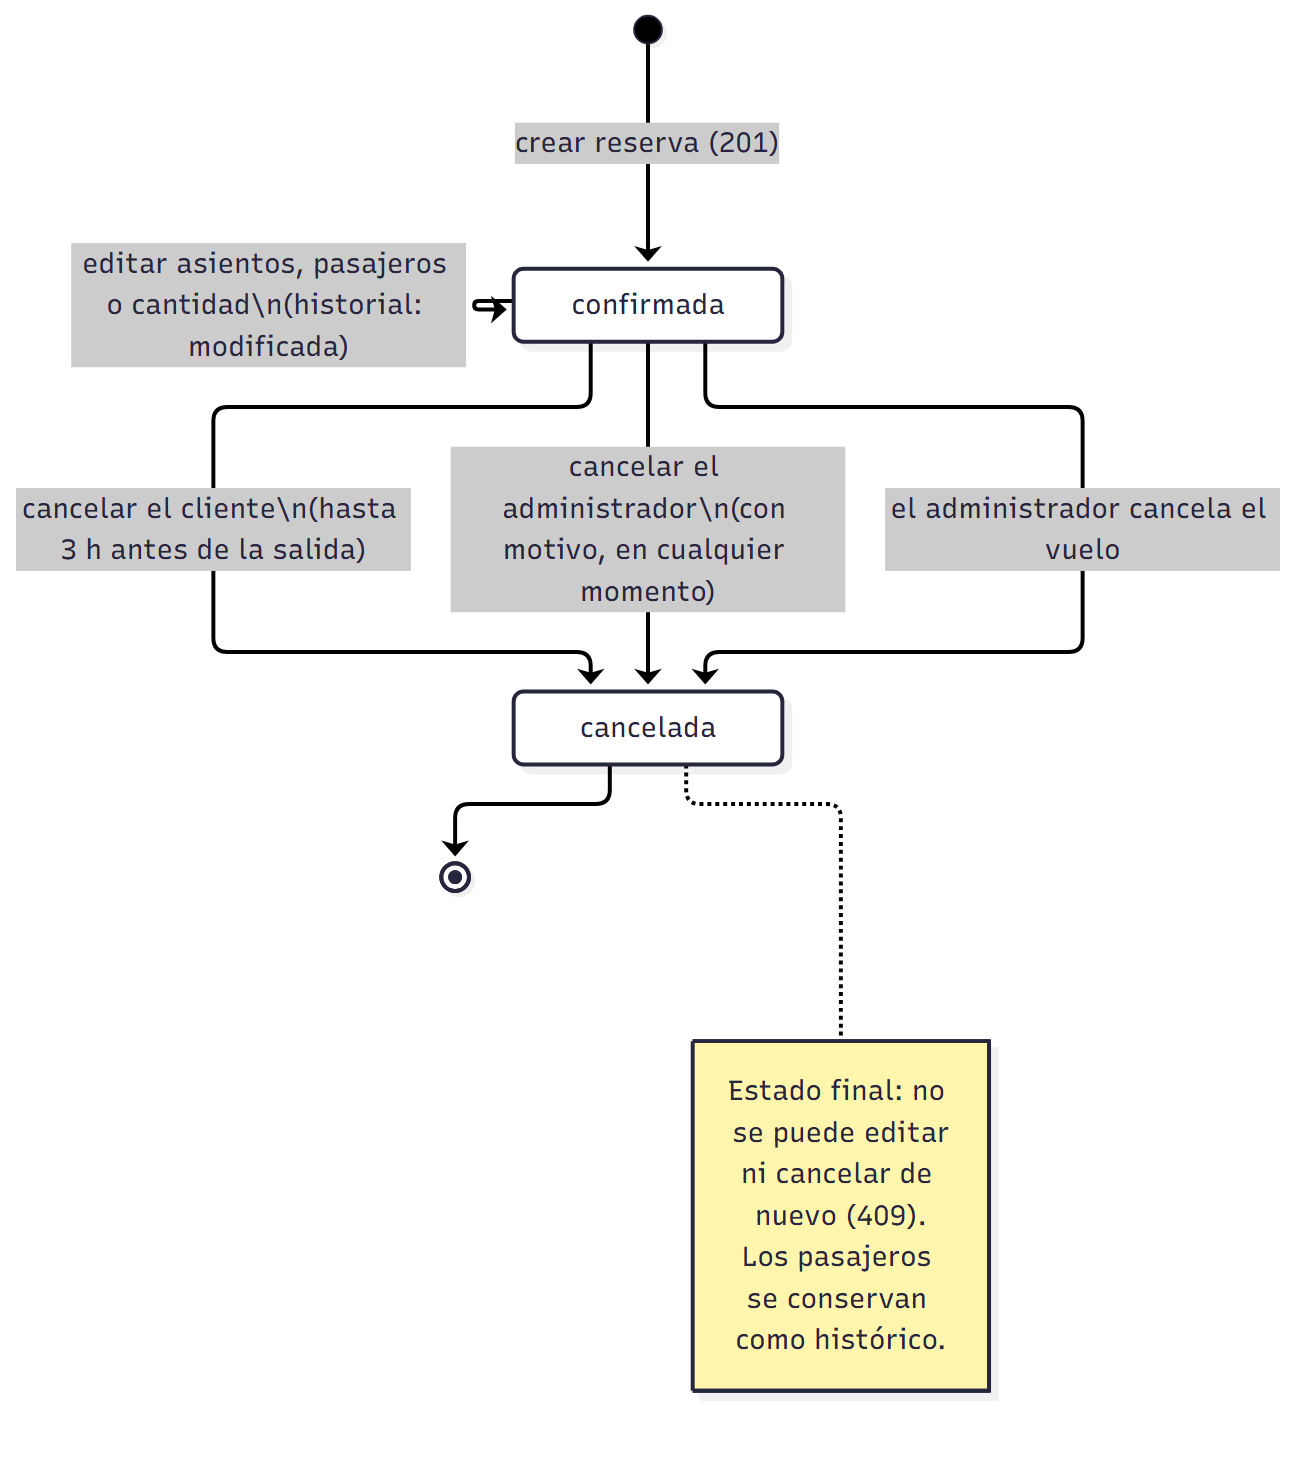 crear reserva (201)
editar asientos, pasajeros
o cantidad\n(historial:
modificada)
confirmada
cancelar el cliente\n(hasta
3 h antes de la salida)
cancelar el
administrador\n(con
motivo, en cualquier
momento)
el administrador cancela el
vuelo
cancelada
Estado final: no
se puede editar
ni cancelar de
nuevo (409).
Los pasajeros
se conservan
como histórico.